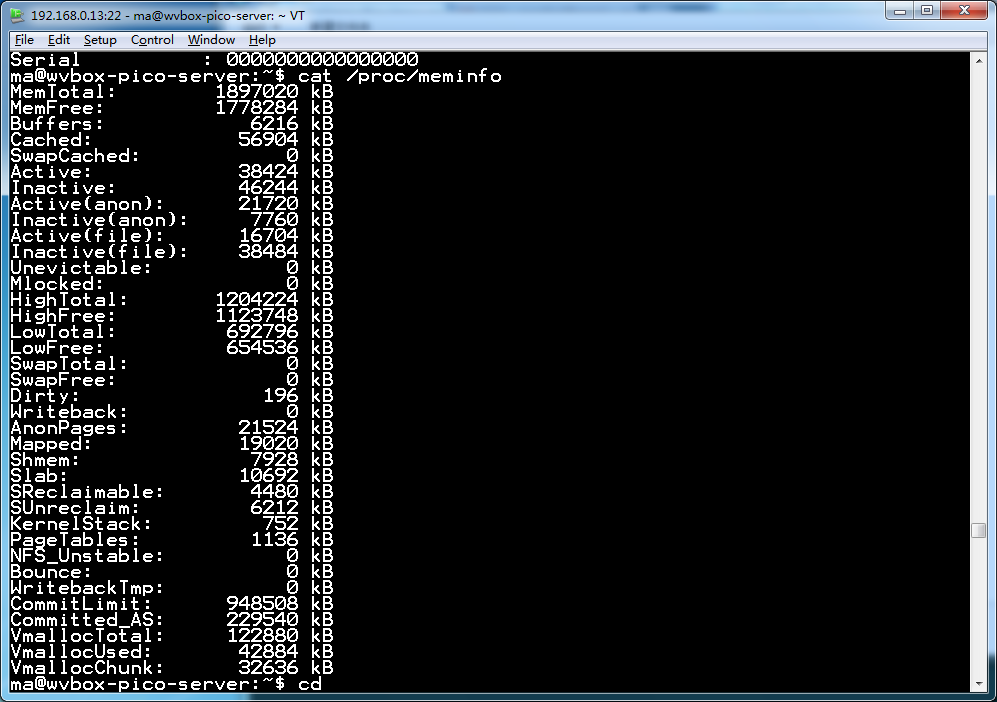 192.168.0.13:22 - ma@wvbox-pico-server: ~ VT
File Edit Setup Control Window Help
Serial : 0000000000000000
ma@wvbox-pico-server:~$ cat /proc/meminfo
MemTotal: 1897020 kB
MemFree: 1778284 kB
Buffers: 6216 kB
Cached: 56904 kB
SwapCached: 0 kB
Active: 38424 kB
Inactive: 46244 kB
Active(anon): 21720 kB
Inactive(anon): 7760 kB
Active(file): 16704 kB
Inactive(file): 38484 kB
Unevictable: 0 kB
Mlocked: 0 kB
HighTotal: 1204224 kB
HighFree: 1123748 kB
LowTotal: 692796 kB
LowFree: 654536 kB
SwapTotal: 0 kB
SwapFree: 0 kB
Dirty: 196 kB
Writeback: 0 kB
AnonPages: 21524 kB
Mapped: 19020 kB
Shmem: 7928 kB
Slab: 10692 kB
SReclaimable: 4480 kB
SUnreclaim: 6212 kB
KernelStack: 752 kB
PageTables: 1136 kB
NFS_Unstable: 0 kB
Bounce: 0 kB
WritebackTmp: 0 kB
CommitLimit: 948508 kB
Committed_AS: 229540 kB
VmallocTotal: 122880 kB
VmallocUsed: 42884 kB
VmallocChunk: 32636 kB
ma@wvbox-pico-server:~$ cd